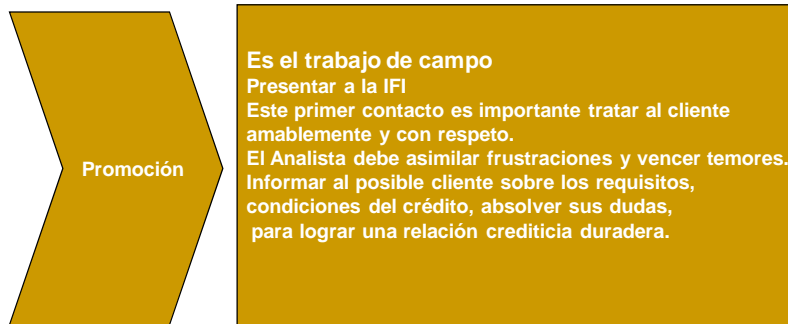 Promoción
Es el trabajo de campo
Presentar a la IFI
Este primer contacto es importante tratar al cliente
amablemente y con respeto.
El Analista debe asimilar frustraciones y vencer temores.
Informar al posible cliente sobre los requisitos,
condiciones del crédito, absolver sus dudas,
para lograr una relación crediticia duradera.